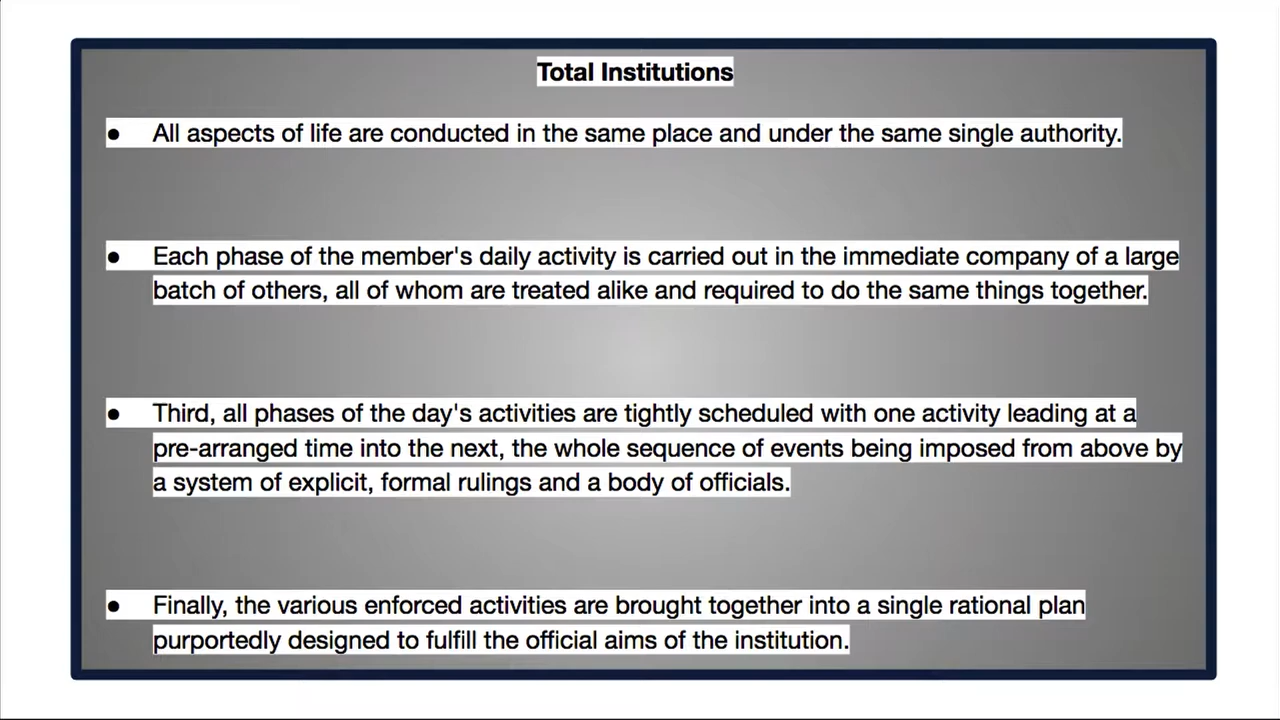 Total Institutions
● All aspects of life are conducted in the same place and under the same single authority.
● Each phase of the member's daily activity is carried out in the immediate company of a large
batch of others, all of whom are treated alike and required to do the same things together.
● Third, all phases of the day's activities are tightly scheduled with one activity leading at a
pre-arranged time into the next, the whole sequence of events being imposed from above by
a system of explicit, formal rulings and a body of officials.
● Finally, the various enforced activities are brought together into a single rational plan
purportedly designed to fulfill the official aims of the institution.